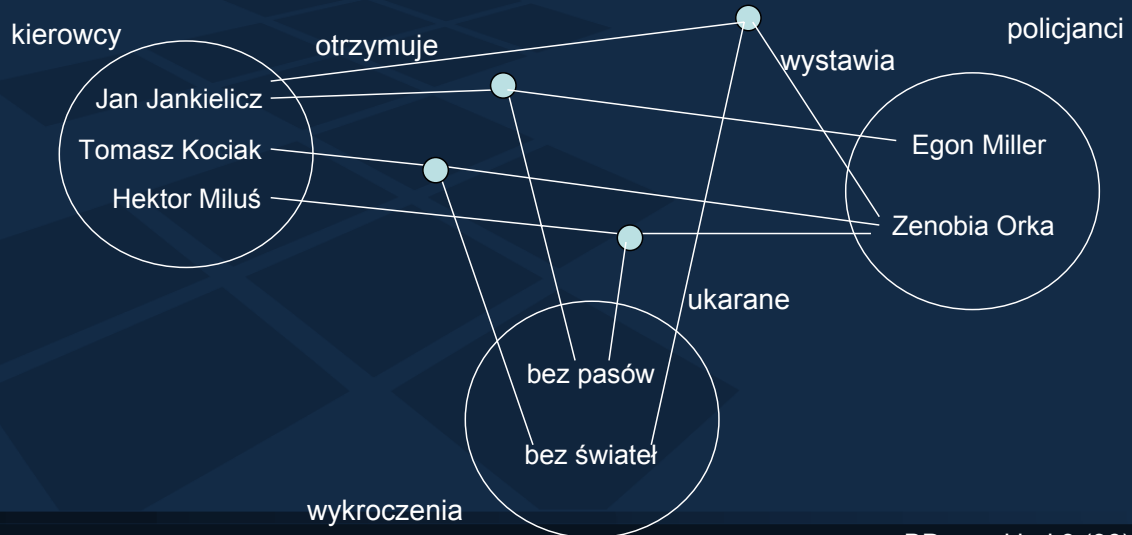 kierowcy
otrzymuje
policjanci
wystawia
Jan Jankielicz
Tomasz Kociak
Hektor Miluś
Egon Miller
Zenobia Orka
ukarane
bez pasów
bez świateł
wykroczenia